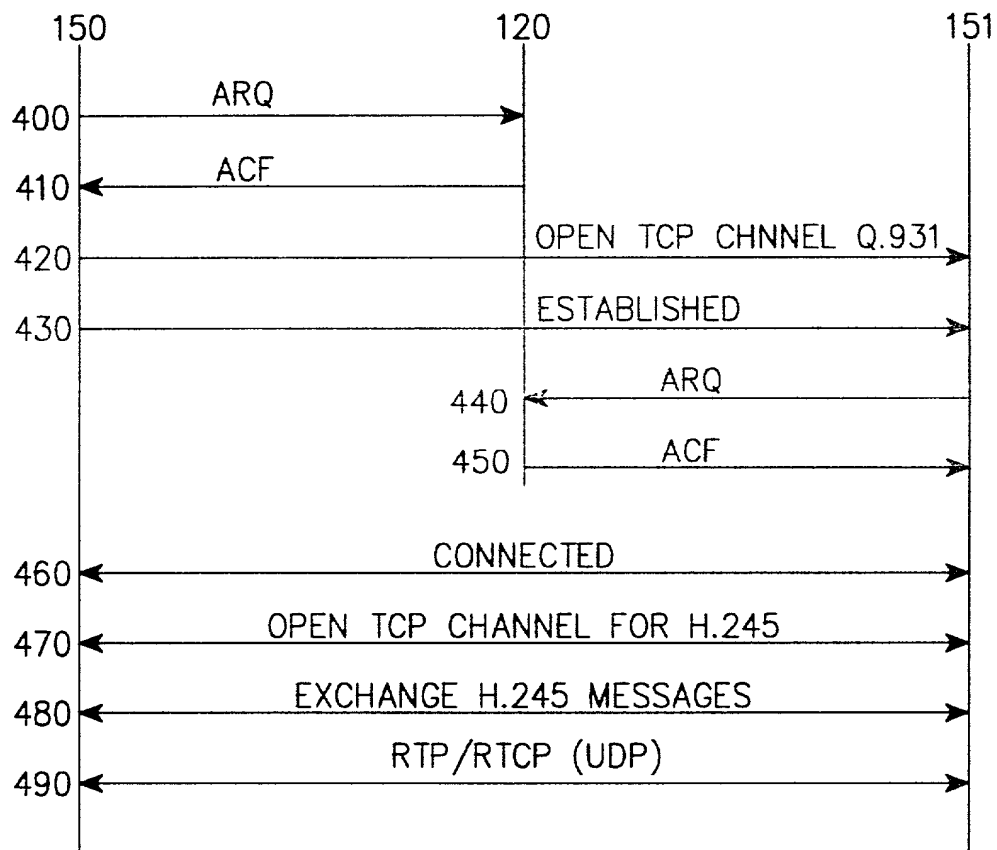 150 120 151
ARQ
400
ACF
410
OPEN TCP CHNNEL Q.931
420
ESTABLISHED
430
ARQ
440
ACF
450
CONNECTED
460
OPEN TCP CHANNEL FOR H.245
470
EXCHANGE H.245 MESSAGES
480
RTP/RTCP (UDP)
490